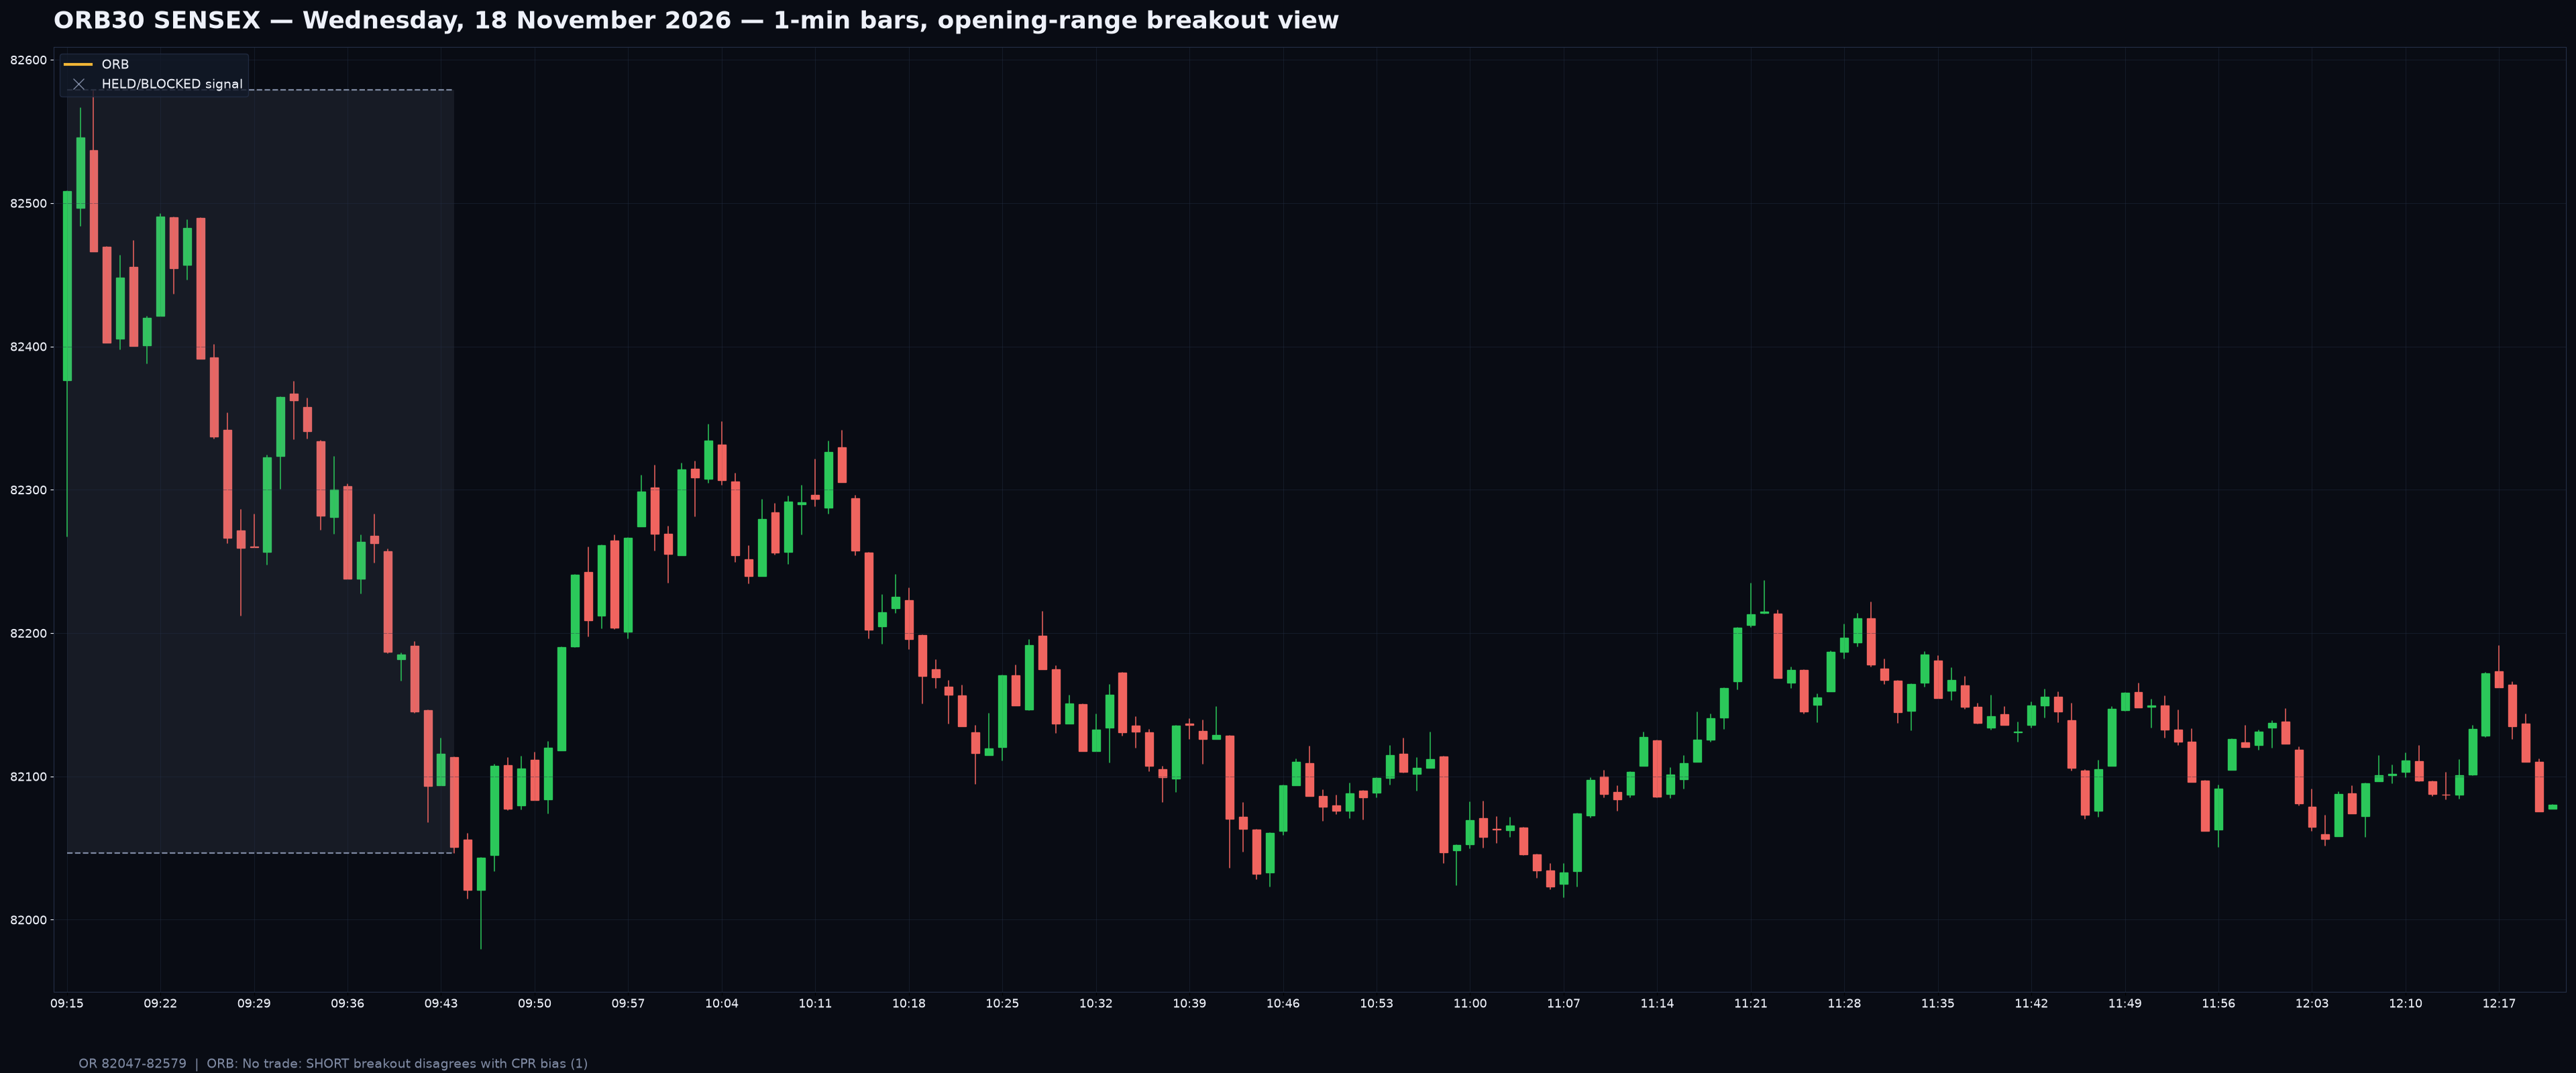 ORB30 SENSEX — Wednesday, 18 November 2026 — 1-min bars, opening-range breakout view
ORB
HELD/BLOCKED signal
82600
82500
82400
82300
82200
82100
82000
09:15 09:22 09:29 09:36 09:43 09:50 09:57 10:04 10:11 10:18 10:25 10:32 10:39 10:46 10:53 11:00 11:07 11:14 11:21 11:28 11:35 11:42 11:49 11:56 12:03 12:10 12:17
OR 82047-82579 | ORB: No trade: SHORT breakout disagrees with CPR bias (1)